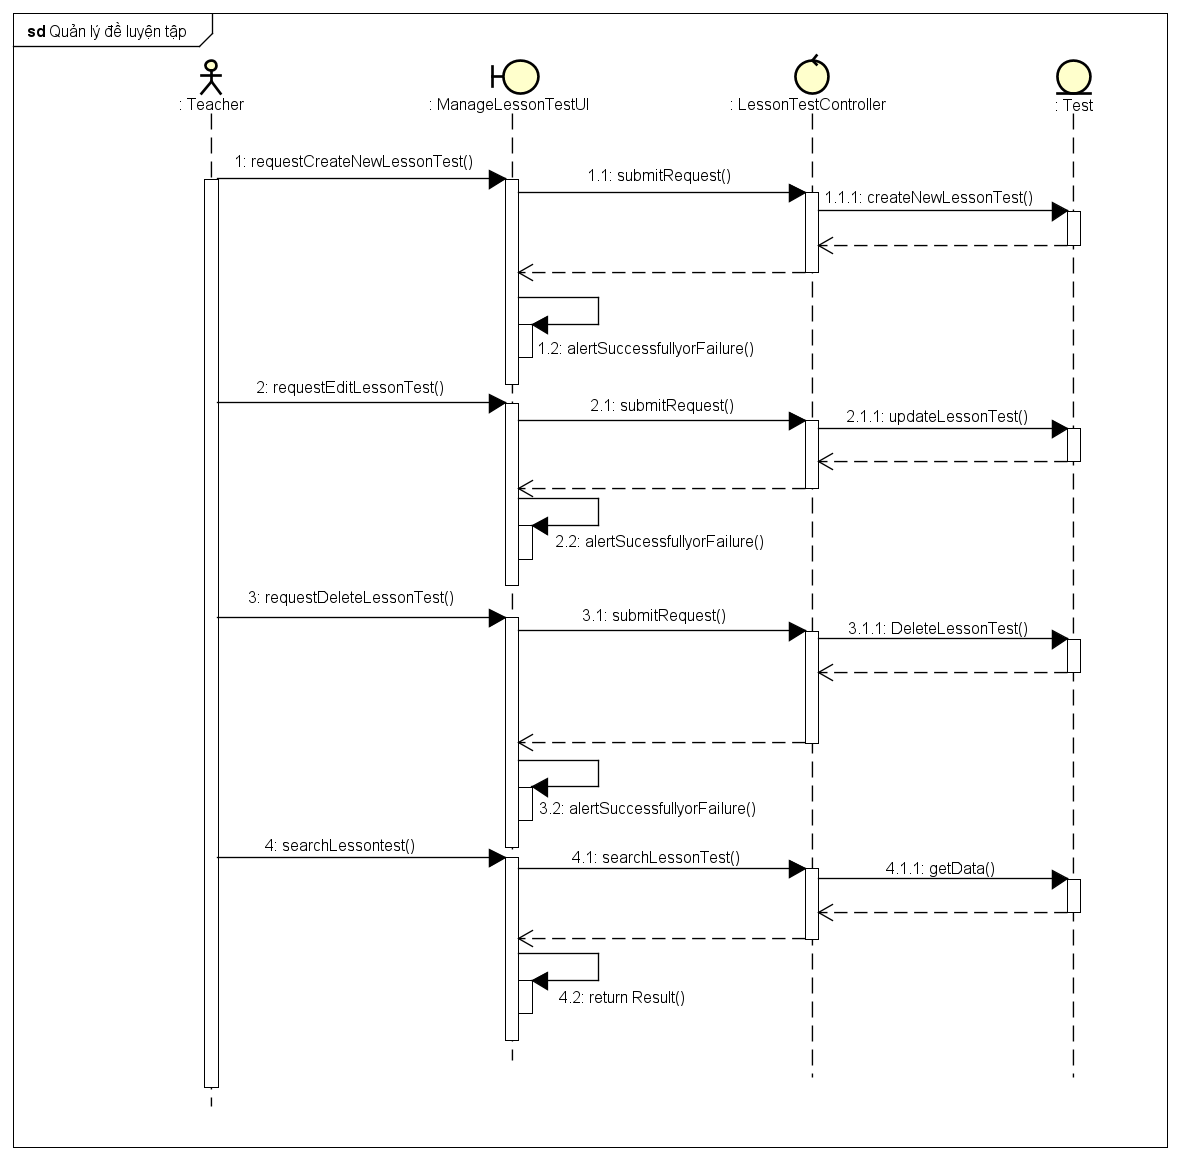 sd Quản lý đề luyện tập
: Teacher
: ManageLessonTestUI
: LessonTestController
: Test
1: requestCreateNewLessonTest()
1.1: submitRequest()
1.1.1: createNewLessonTest()
1.2: alertSuccessfullyorFailure()
2: requestEditLessonTest()
2.1: submitRequest()
2.1.1: updateLessonTest()
2.2: alertSucessfullyorFailure()
3: requestDeleteLessonTest()
3.1: submitRequest()
3.1.1: DeleteLessonTest()
3.2: alertSuccessfullyorFailure()
4: searchLessontest()
4.1: searchLessonTest()
4.1.1: getData()
4.2: return Result()